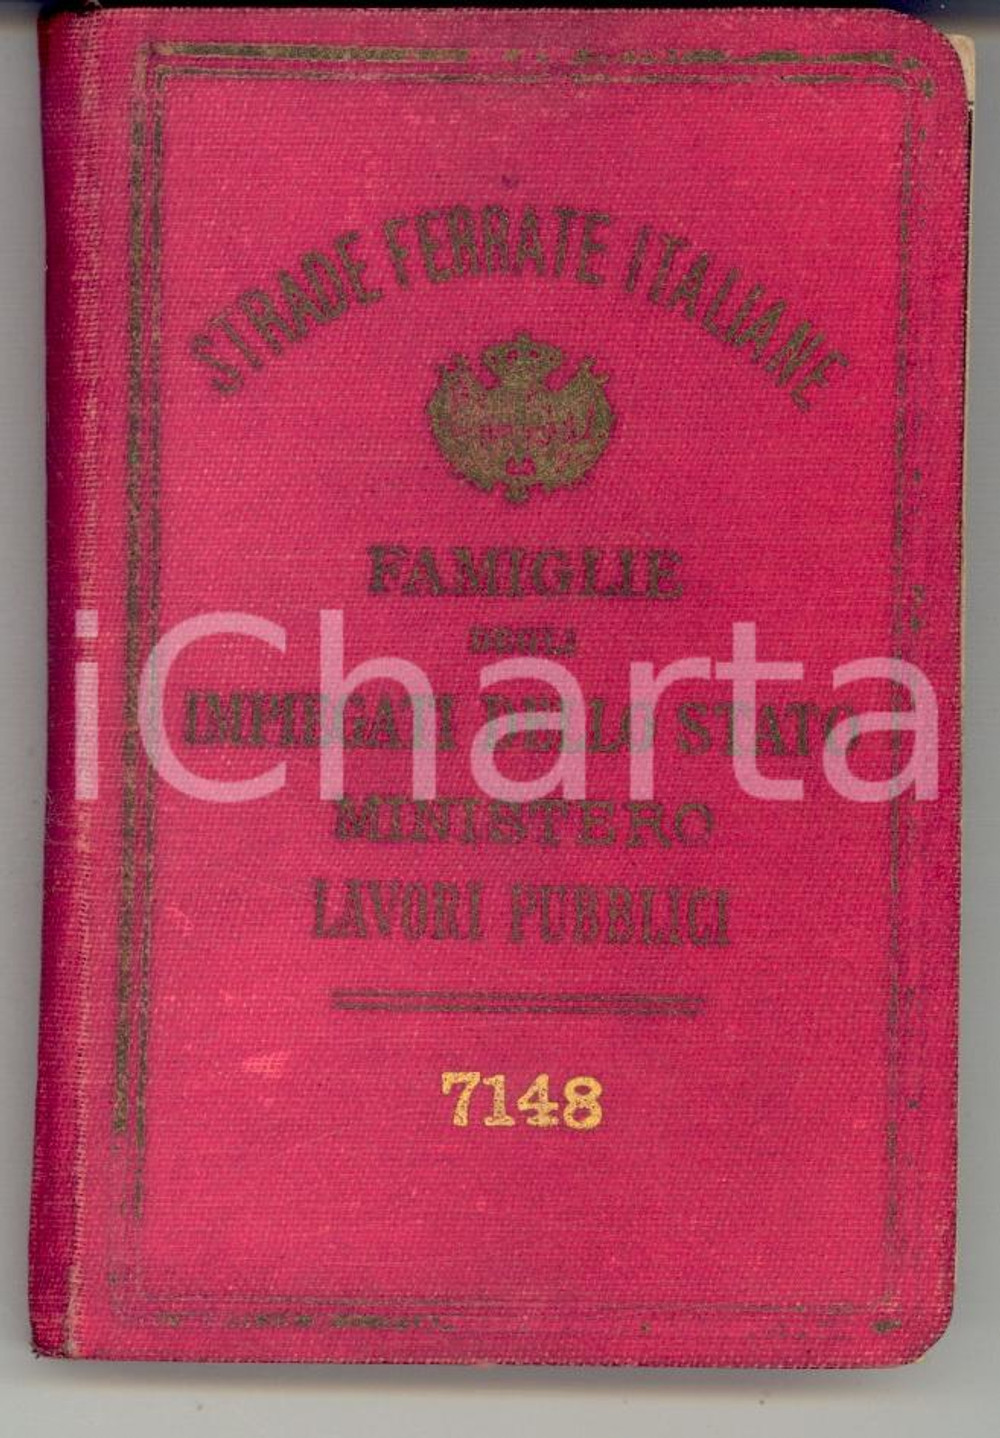 STRADE FERRATE ITALIANE
FAMIGLIE
DEGLI
IMPIEGATI DELLO STATO
iCharta
MINISTERO
LAVORI PUBBLICI
7148